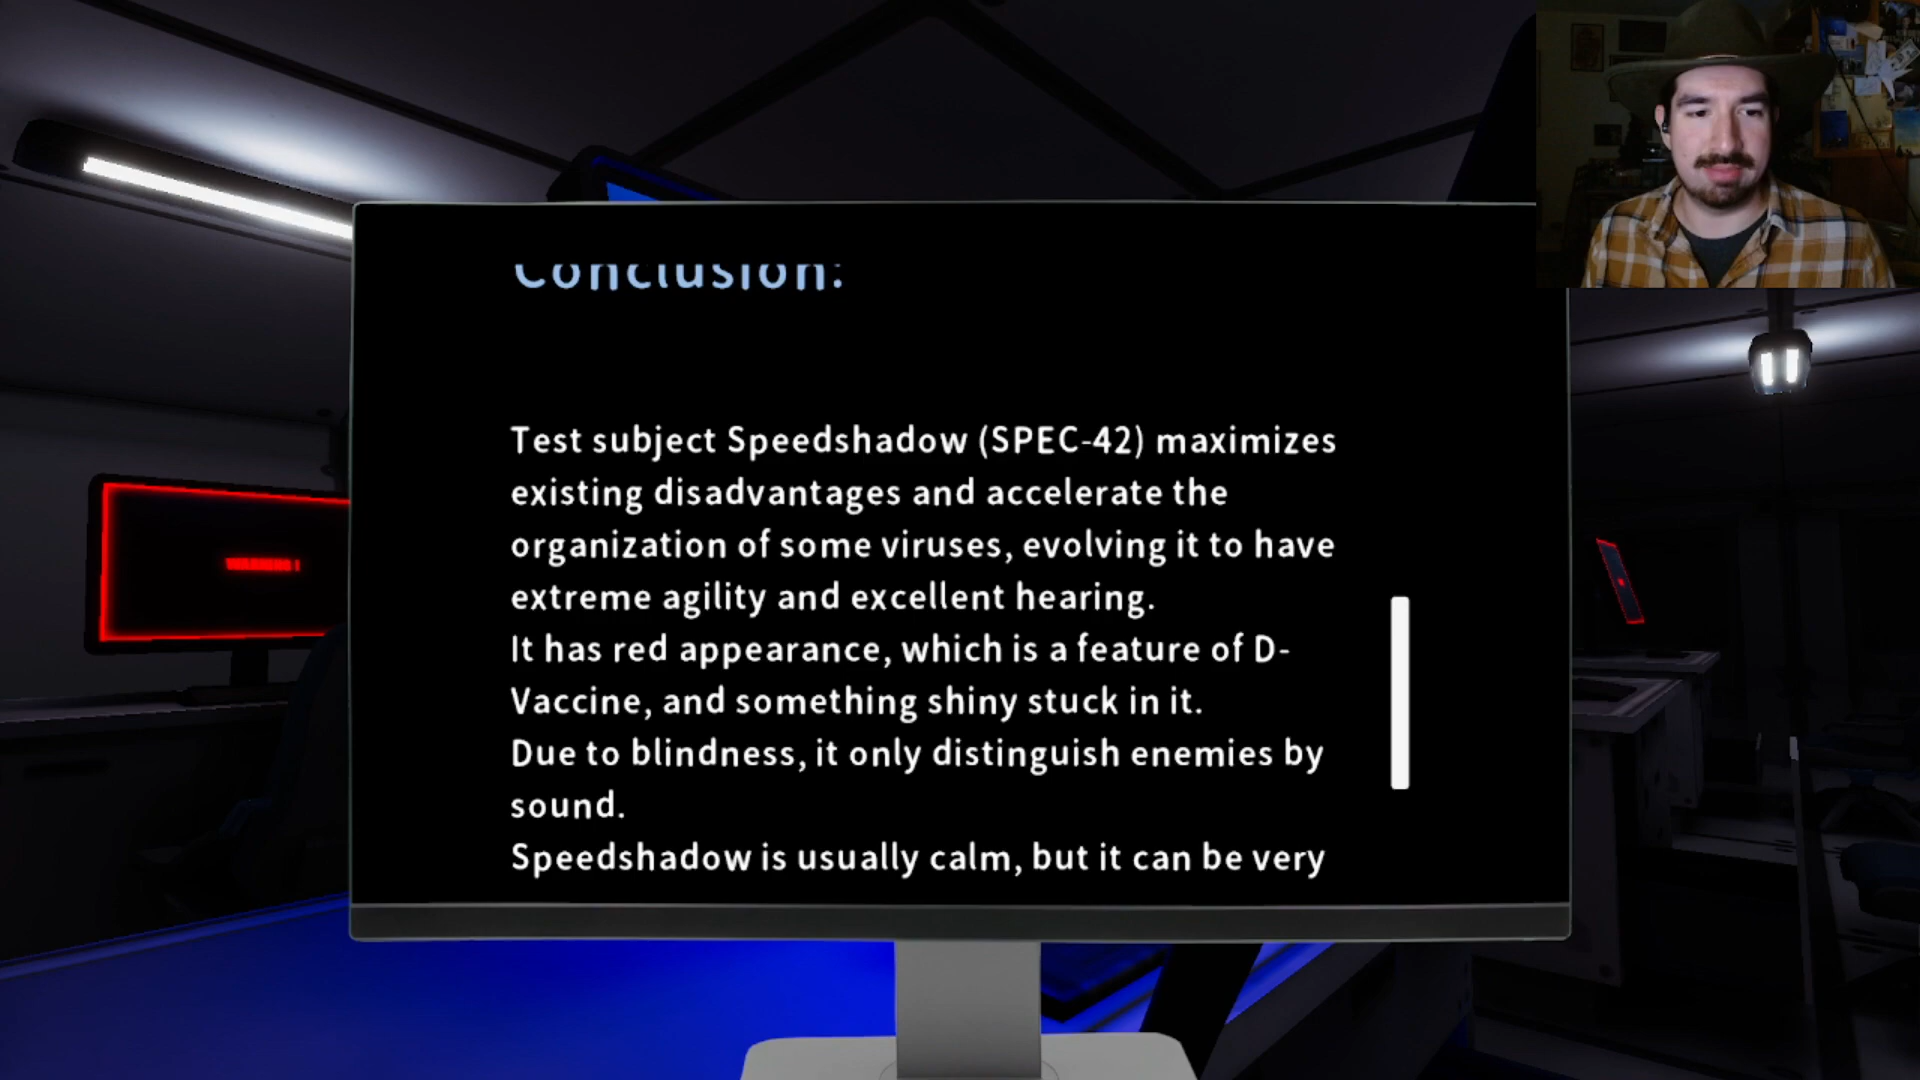 Conclusion:
Test subject Speedshadow (SPEC-42) maximizes
existing disadvantages and accelerate the
organization of some viruses, evolving it to have
extreme agility and excellent hearing.
It has red appearance, which is a feature of D-
Vaccine, and something shiny stuck in it.
Due to blindness, it only distinguish enemies by
sound.
Speedshadow is usually calm, but it can be very
WARNING !